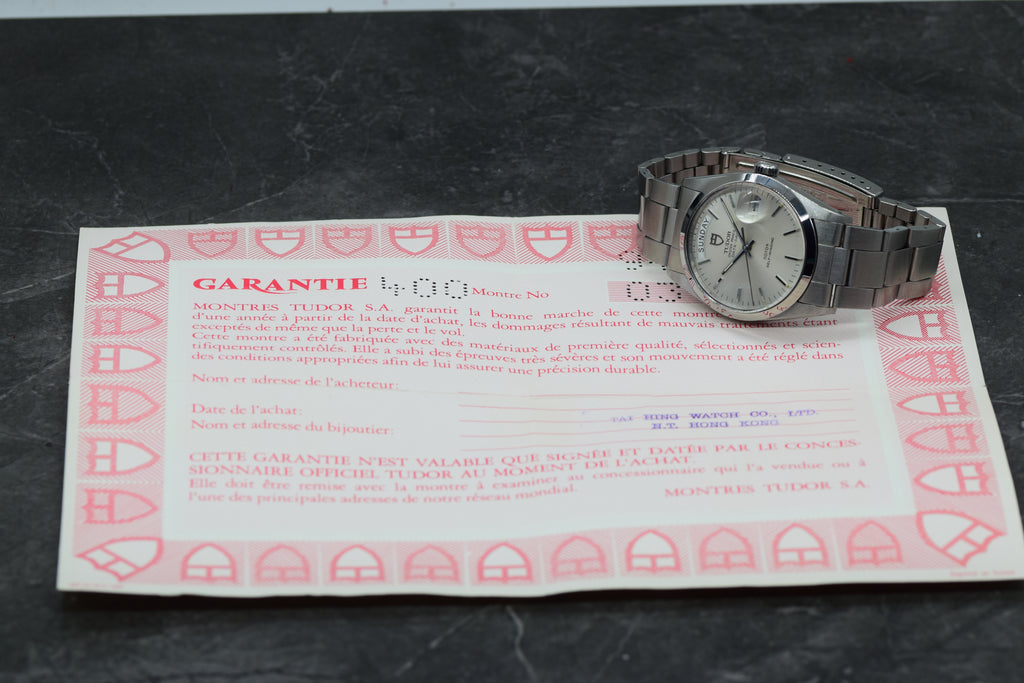 GARANTIE 400 Montre No
MONTRES TUDOR S.A. garantit la bonne marche de cette
d'une année à partir de la date d'achat, les dommages résultant de mauvais traitements étant
exceptés de même que la perte et le vol.
Cette montre a été fabriquée avec des matériaux de première qualité, sélectionnés et scien-
tifiquement contrôlés. Elle a subi des épreuves très sévères et son mouvement a été réglé dans
des conditions appropriées afin de lui assurer une précision durable.
Nom et adresse de l'acheteur:
Date de l'achat:
TAI HING WATCH CO., LTD.
Nom et adresse du bijoutier:
N.T. HONG KONG
CETTE GARANTIE N'EST VALABLE QUE SIGNÉE ET DATÉE PAR LE CONCES-
SIONNAIRE OFFICIEL TUDOR AU MOMENT DE L'ACHAT.
Elle doit être remise avec la montre à examiner au concessionnaire qui l'a vendue ou à
l'une des principales adresses de notre réseau mondial.
MONTRES TUDOR S.A.
SUNDAY
TUDOR